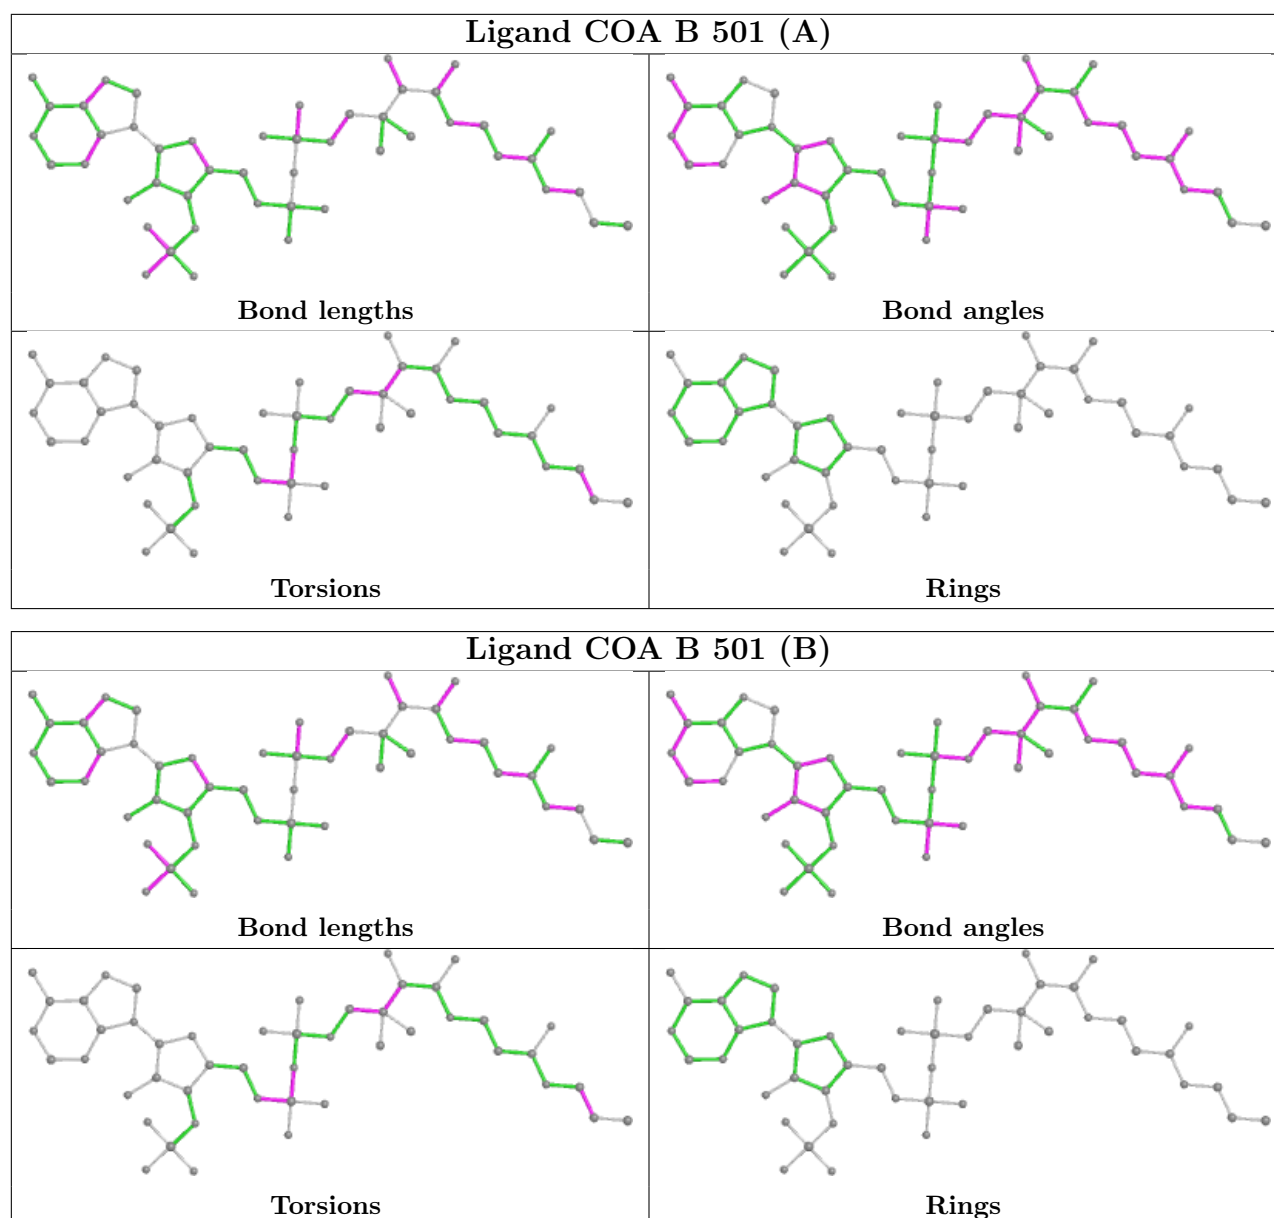 Ligand COA B 501 (A)
Bond lengths
Bond angles
Torsions
Rings
Ligand COA B 501 (B)
Bond lengths
Bond angles
Torsions
Rings